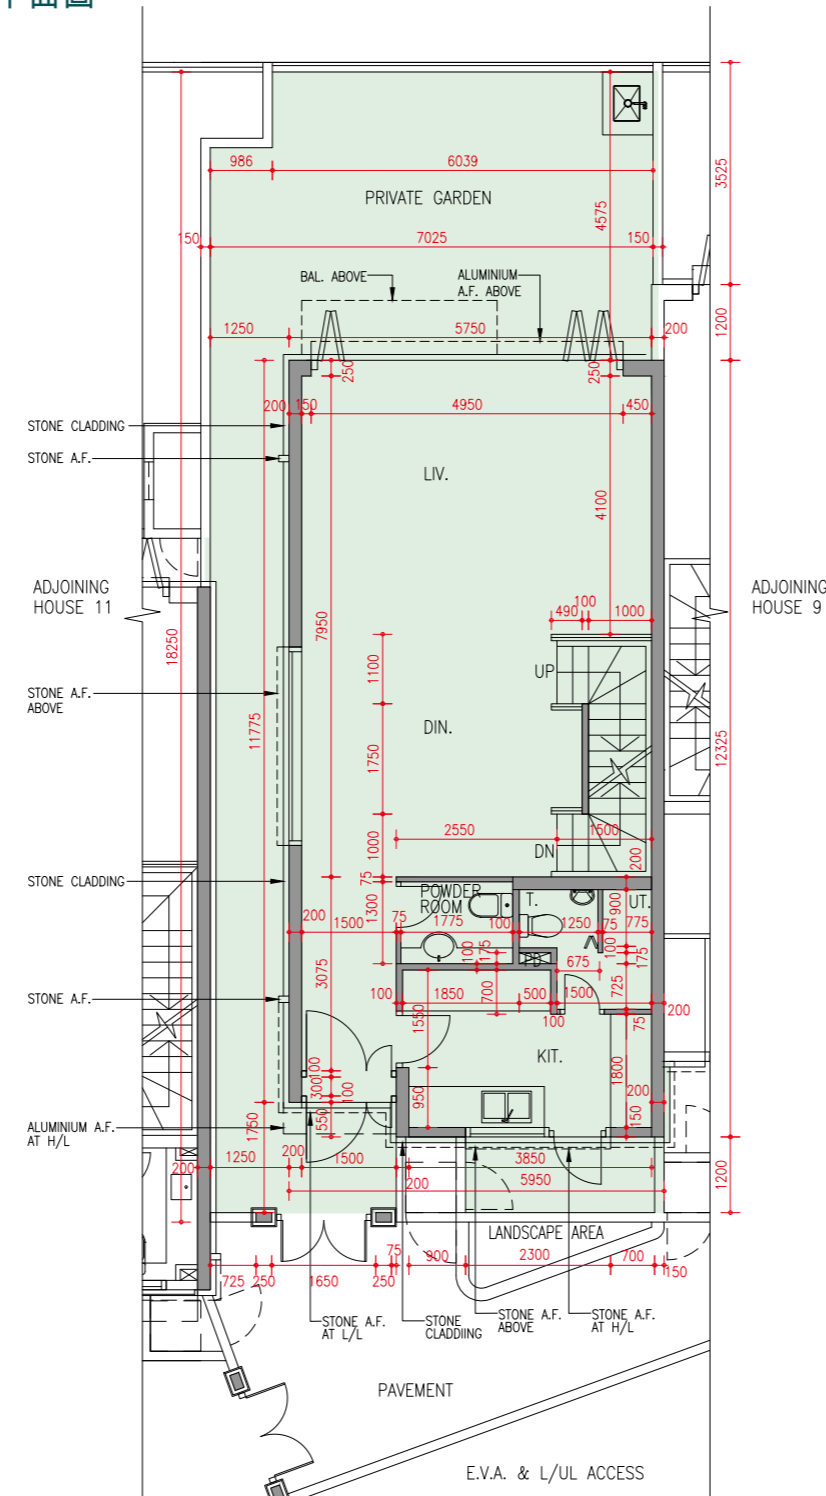 平面圖
986
6039
3525
PRIVATE GARDEN
4575
150
7025
150
BAL. ABOVE
ALUMINIUM
A.F. ABOVE
1250
5750
200
1200
250
250
200
150
4950
450
STONE CLADDING
STONE A.F.
LIV.
4100
ADJOINING
HOUSE 11
ADJOINING
HOUSE 9
490
100
1000
7950
18250
1100
UP
STONE A.F.
ABOVE
11775
DIN.
1750
12325
2550
1500
1000
DN
200
STONE CLADDING
75
POWDER
ROOM
T.
UT.
900
1300
200
1500
75
1775
100
1250
75
775
100
175
PD
675
100
175
3075
100
1850
700
500
1500
725
200
STONE A.F.
1550
100
75
KIT.
1800
100
300
100
950
200
150
550
1750
ALUMINIUM A.F.
AT H/L
200
1250
200
1500
3850
200
5950
1200
LANDSCAPE AREA
75
900
2300
700
150
725
250
1650
250
STONE A.F.
AT L/L
STONE
CLADDIING
STONE A.F.
ABOVE
STONE A.F.
AT H/L
PAVEMENT
E.V.A. & L/UL ACCESS